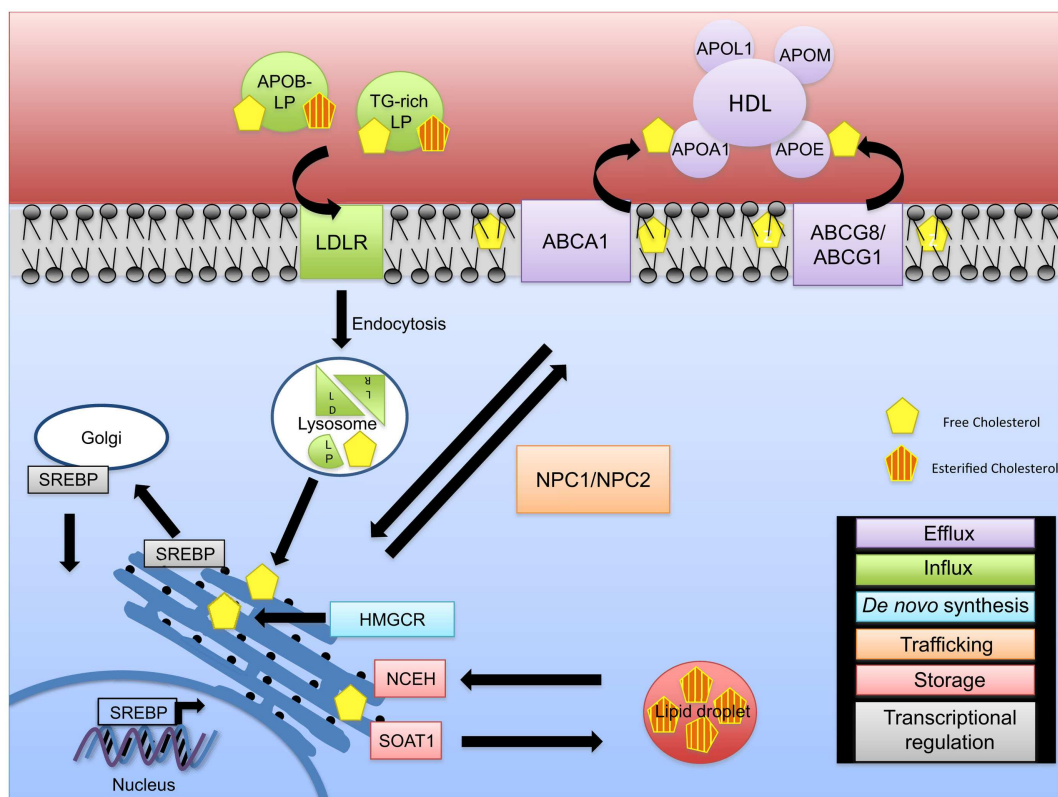 APOL1
APOM
APOB-
LP
TG-rich
LP
HDL
APOA1
APOE
LDLR
ABCA1
2
ABCG8/
ABCG1
2
Endocytosis
L
D
L
R
Lysosome
L
P
Golgi
SREBP
NPC1/NPC2
Free Cholesterol
Esterified Cholesterol
SREBP
HMGCR
NCEH
SOAT1
Lipid droplet
SREBP
Nucleus
Efflux
Influx
De novo synthesis
Trafficking
Storage
Transcriptional
regulation